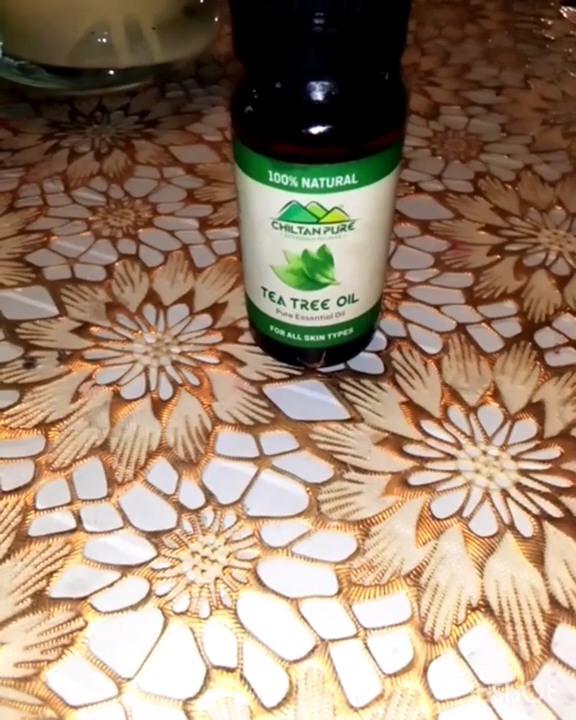 100% NATURAL
CHILTAN PURE
TEA TREE OIL
Pure Essential Oil
FOR ALL SKIN TYPES